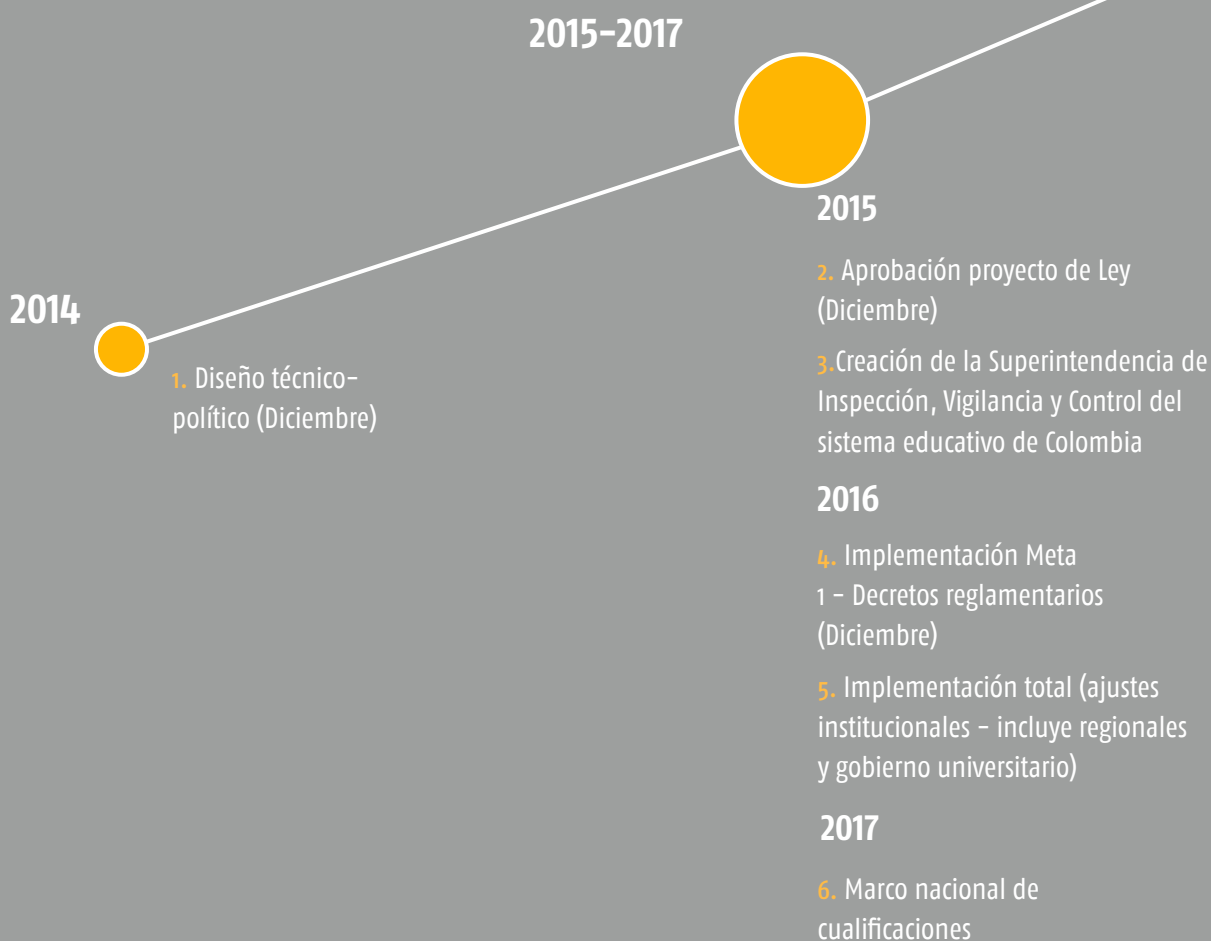 2015-2017
2014
1. Diseño técnico-
político (Diciembre)
2015
2. Aprobación proyecto de Ley
(Diciembre)
3.Creación de la Superintendencia de
Inspección, Vigilancia y Control del
sistema educativo de Colombia
2016
4. Implementación Meta
1 - Decretos reglamentarios
(Diciembre)
5. Implementación total (ajustes
institucionales - incluye regionales
y gobierno universitario)
2017
6. Marco nacional de
cualificaciones